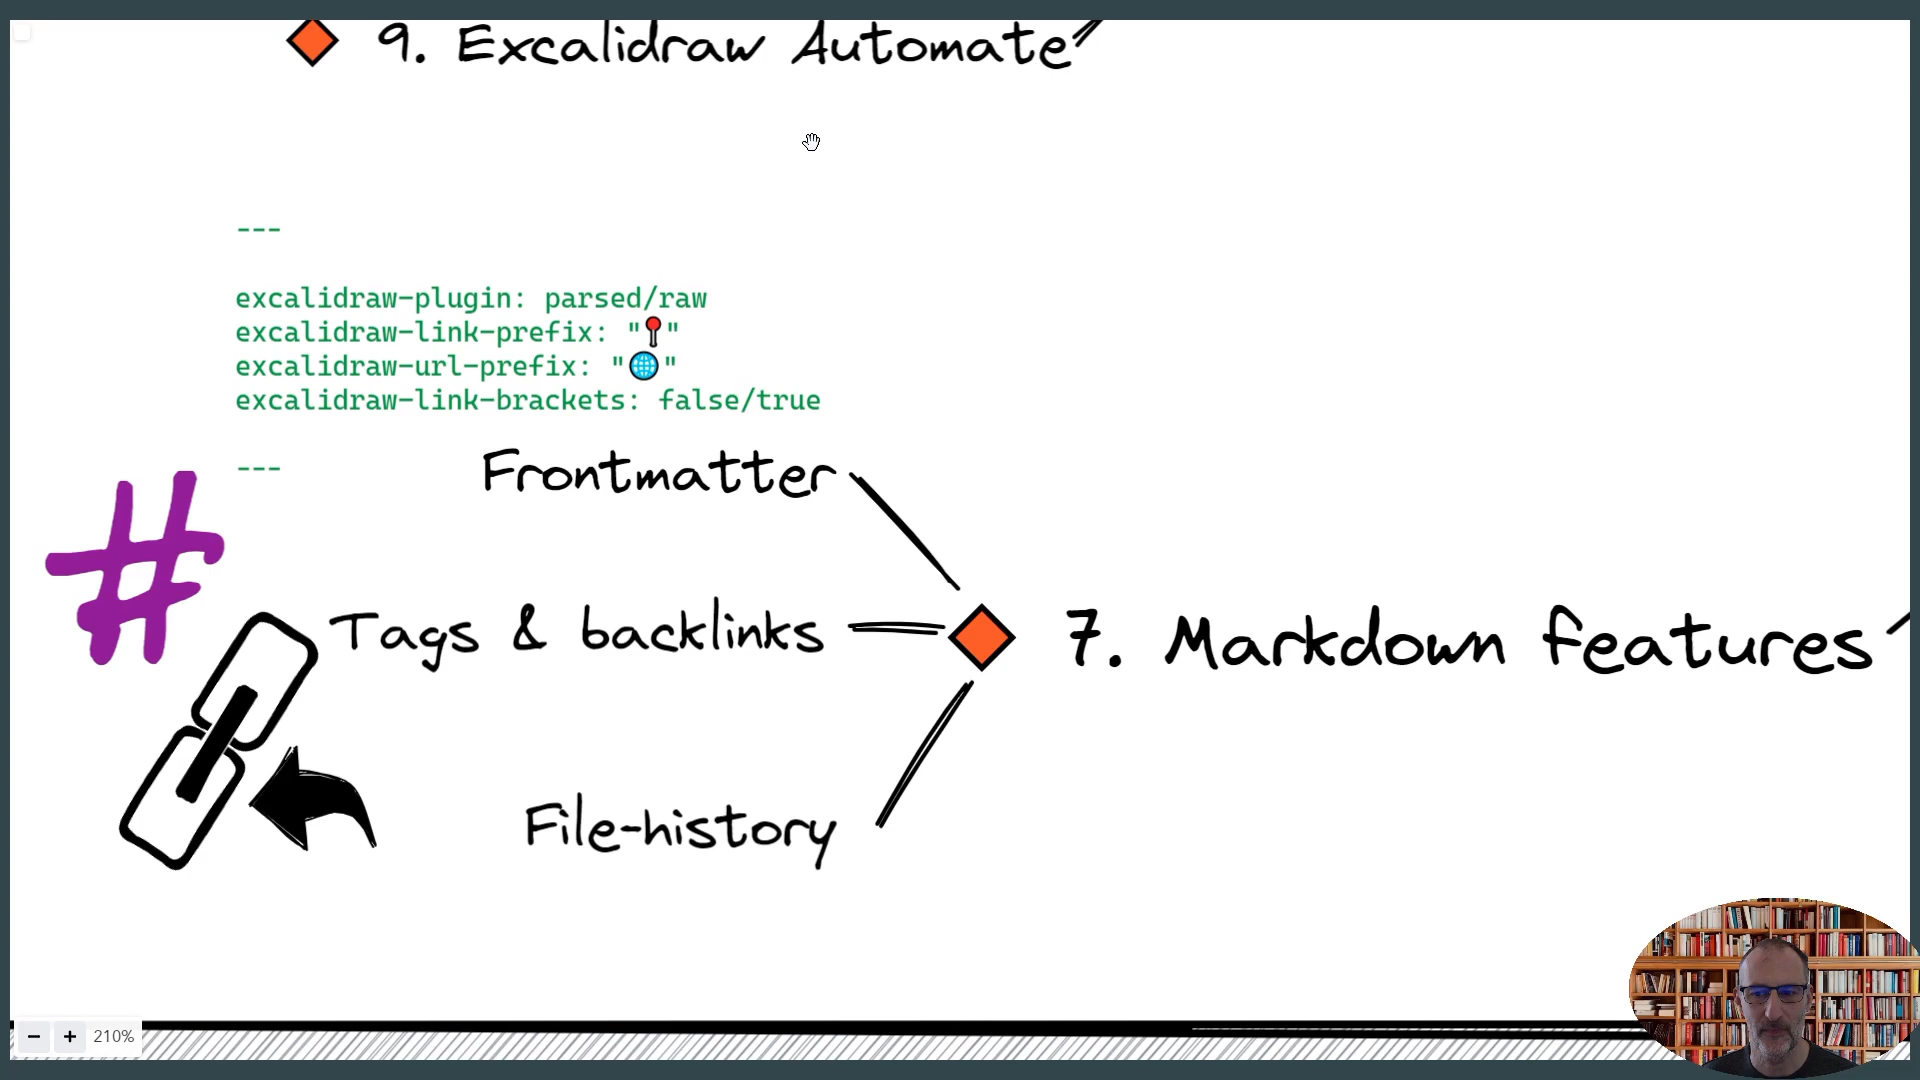 9. Excalidraw Automate
---
excalidraw-plugin: parsed/raw
excalidraw-link-prefix: "📍"
excalidraw-url-prefix: "🌐"
excalidraw-link-brackets: false/true
---
Frontmatter
#
Tags & backlinks
7. Markdown features
File-history
− + 210%